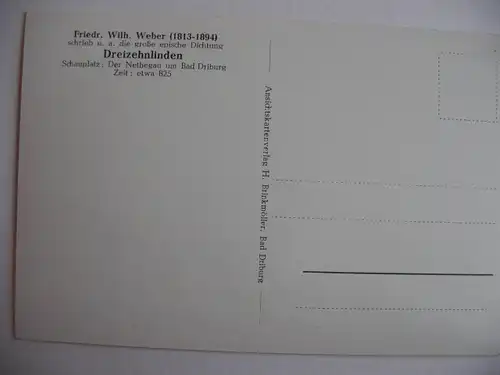 Friedr. Wilh. Weber (1813-1894)
schrieb u. a. die große epische Dichtung
Dreizehnlinden
Schauplatz: Der Nethegau um Bad Driburg
Zeit: etwa 825
Ansichtskartenverlag H. Brinkmöller, Bad Driburg